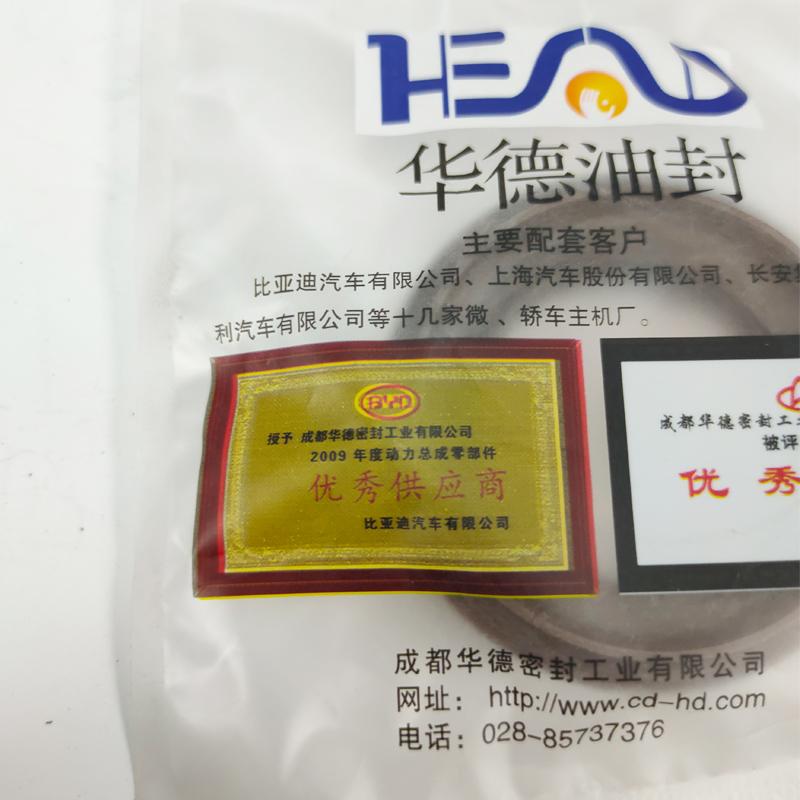 HEAD
华德油封
主要配套客户
比亚迪汽车有限公司、上海汽车股份有限公司、长安
利汽车有限公司等十几家微、轿车主机厂。
BYD
授予 成都华德密封工业有限公司
2009 年度动力总成零部件
优秀供应商
比亚迪汽车有限公司
成都华德密封工
被评
优秀
成都华德密封工业有限公司
网址: http://www.cd-hd.com
电话: 028-85737376